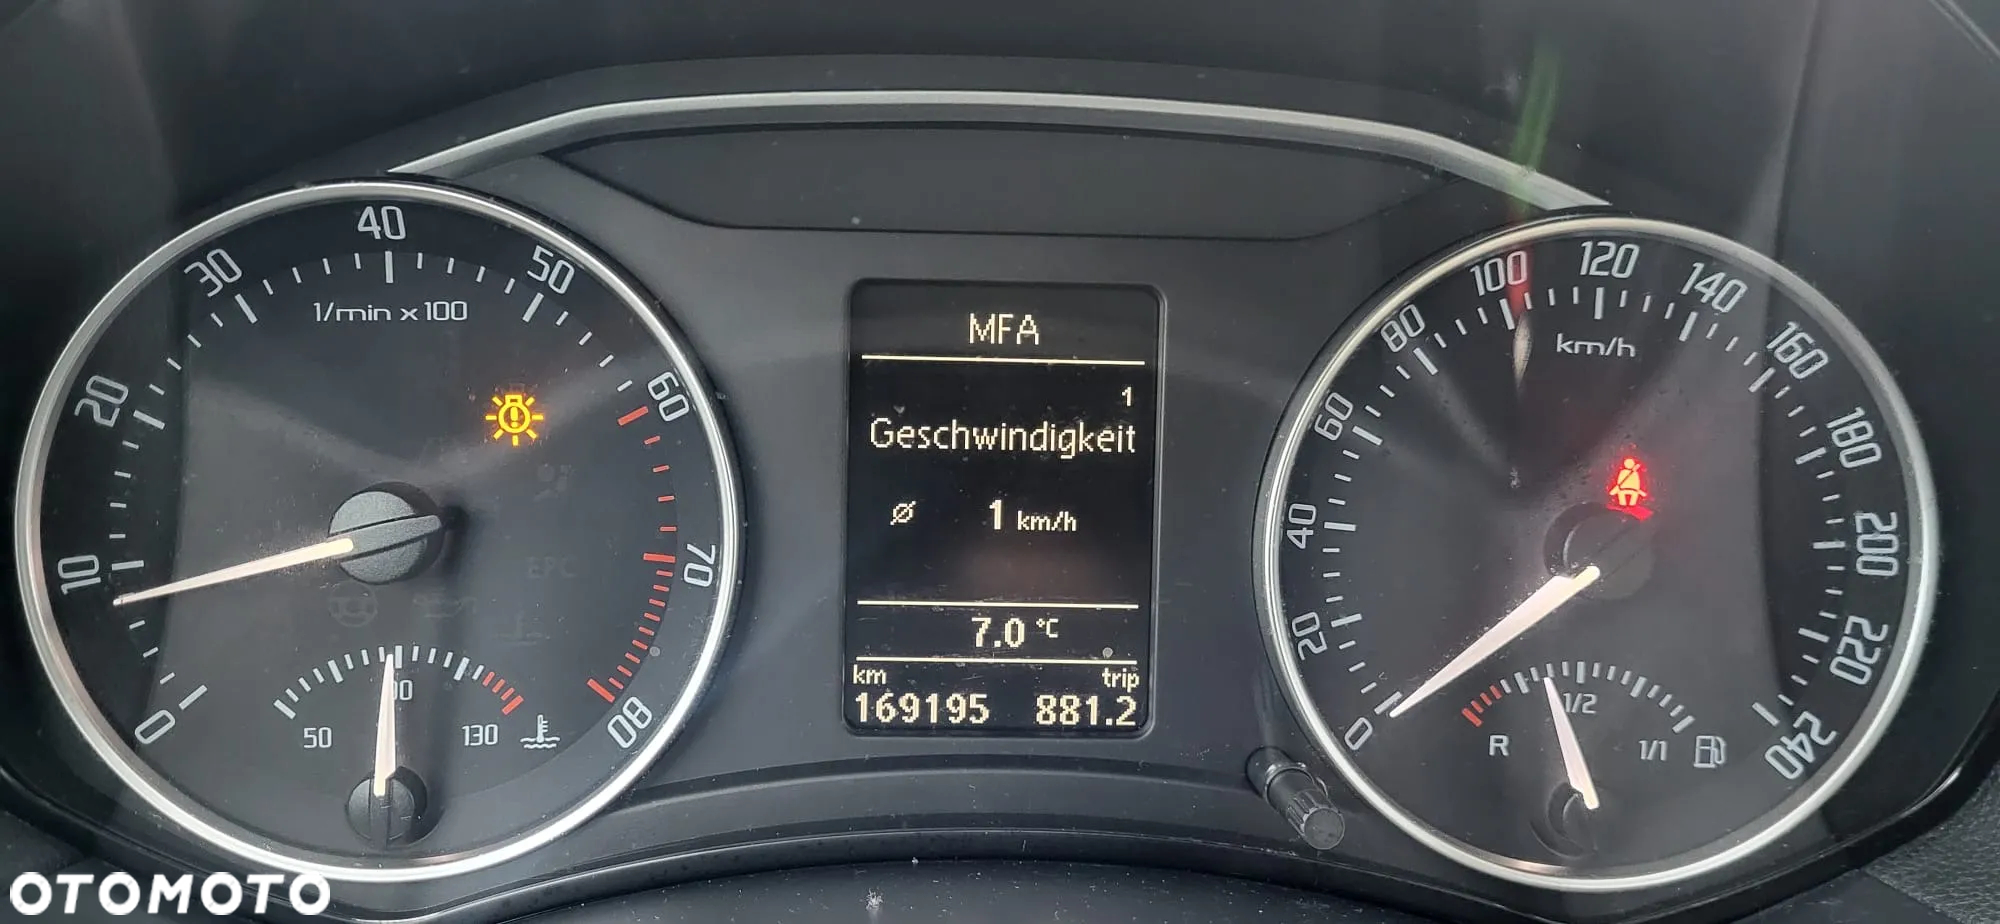 0
10
20
30
40
50
60
70
80
1/min x 100
EPC
50
90
130
MFA
1
Geschwindigkeit
Ø 1 km/h
7.0 °C
km trip
169195 881.2
0
20
40
60
80
100
120
140
160
180
200
220
240
km/h
R
1/2
1/1
OTOMOTO